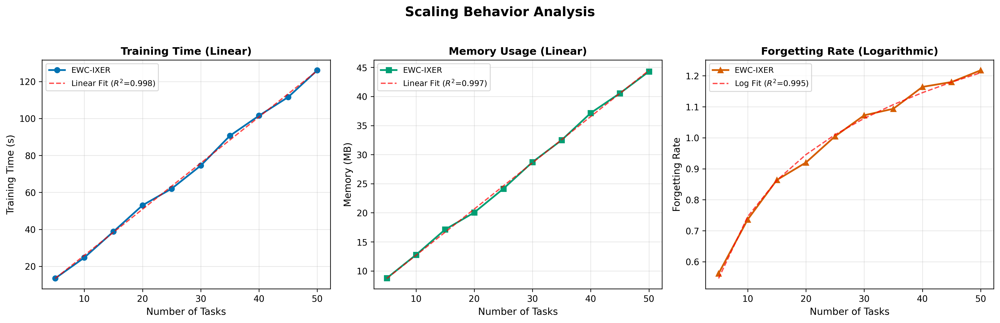 Scaling Behavior Analysis
Training Time (Linear)
EWC-IXER
Linear Fit (R²=0.998)
Training Time (s)
120
100
80
60
40
20
10 20 30 40 50
Number of Tasks
Memory Usage (Linear)
EWC-IXER
Linear Fit (R²=0.997)
Memory (MB)
45
40
35
30
25
20
15
10
10 20 30 40 50
Number of Tasks
Forgetting Rate (Logarithmic)
EWC-IXER
Log Fit (R²=0.995)
Forgetting Rate
1.2
1.1
1.0
0.9
0.8
0.7
0.6
10 20 30 40 50
Number of Tasks